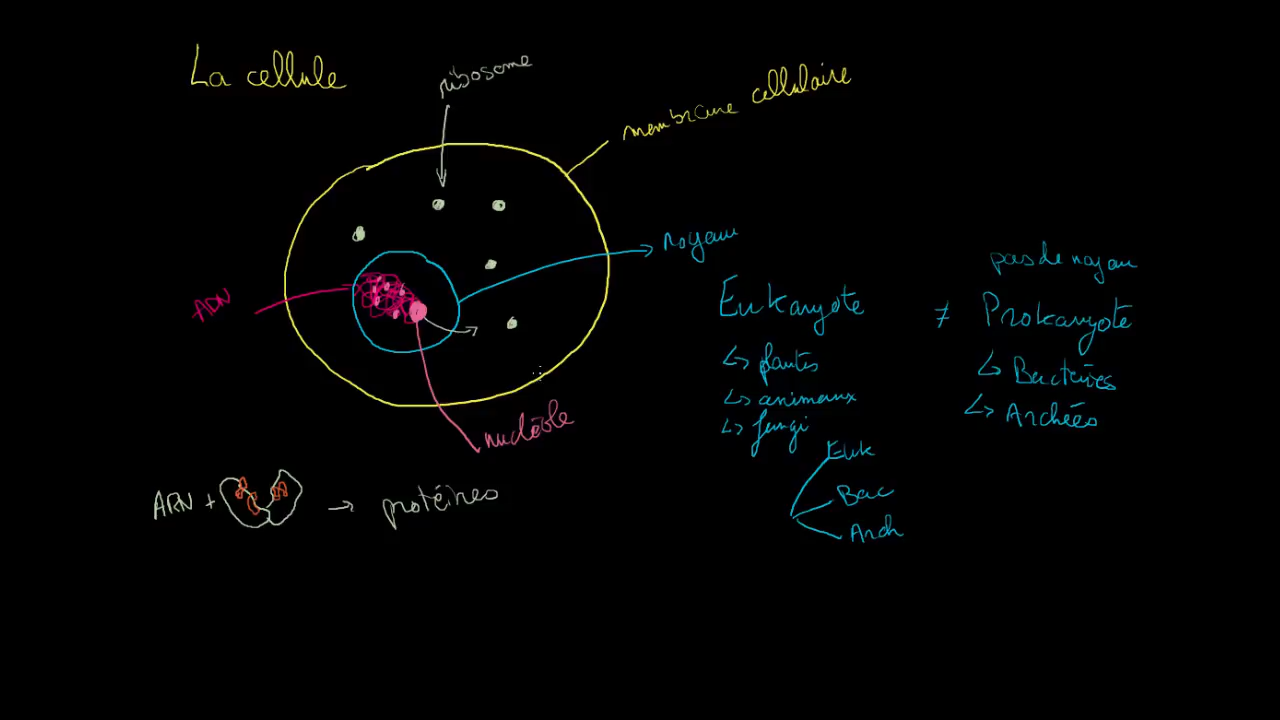 La cellule
ribosome
membrane cellulaire
noyau
ADN
nucléole
ARN + → protéines
pas de noyau
Eukaryote ≠ Prokaryote
↳ plantes
↳ animaux
↳ fungi
↳ Bactéries
↳ Archées
Euk
Bac
Arch